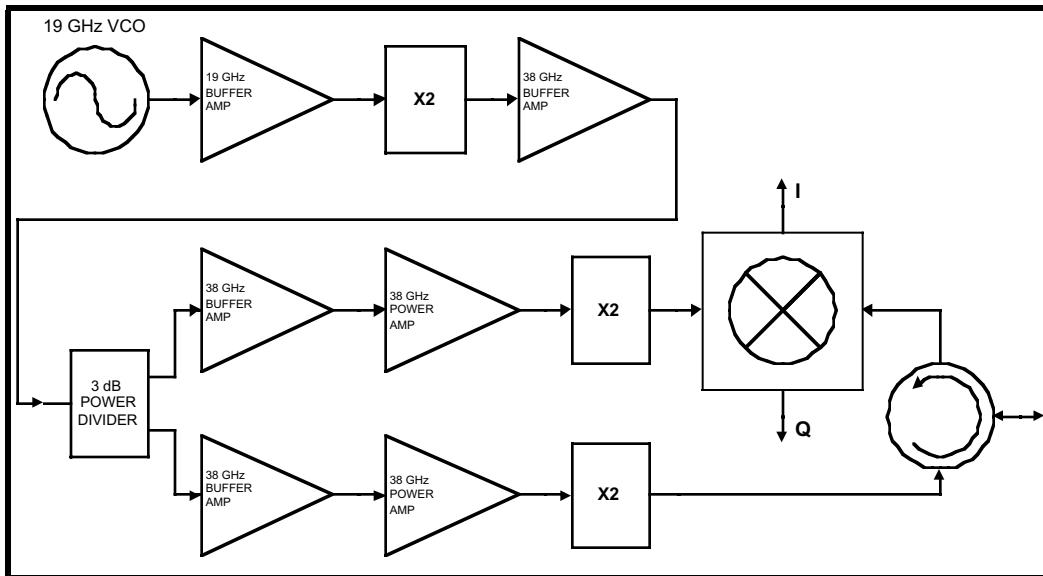 19 GHz VCO
19 GHz
BUFFER
AMP
X2
38 GHz
BUFFER
AMP
I
38 GHz
BUFFER
AMP
38 GHz
POWER
AMP
X2
3 dB
POWER
DIVIDER
Q
38 GHz
BUFFER
AMP
38 GHz
POWER
AMP
X2